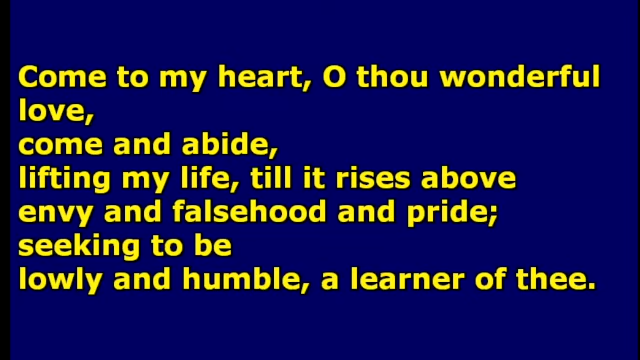 Come to my heart, O thou wonderful
love,
come and abide,
lifting my life, till it rises above
envy and falsehood and pride;
seeking to be
lowly and humble, a learner of thee.